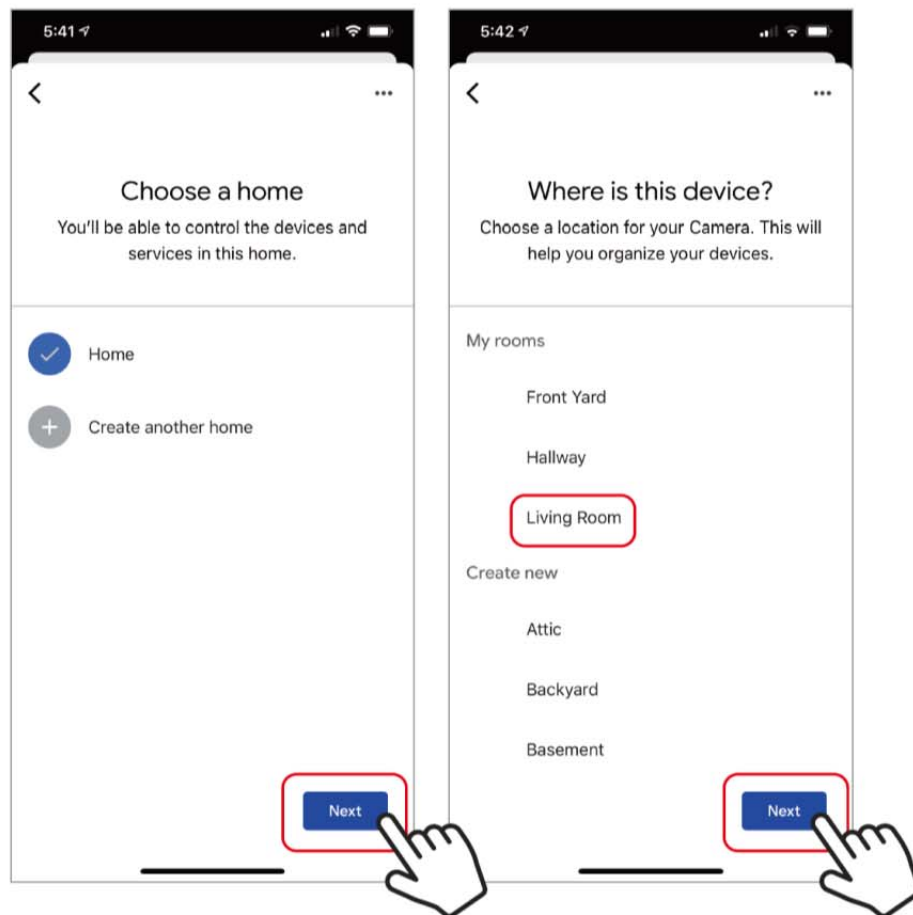 5:41
Choose a home
You'll be able to control the devices and
services in this home.
Home
Create another home
Next
5:42
Where is this device?
Choose a location for your Camera. This will
help you organize your devices.
My rooms
Front Yard
Hallway
Living Room
Create new
Attic
Backyard
Basement
Next